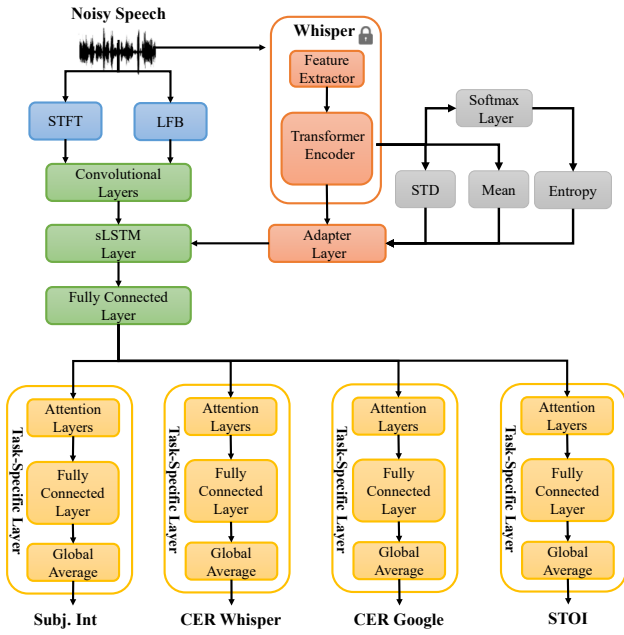 Noisy Speech
Whisper
Feature
Extractor
Softmax
Layer
STFT
LFB
Transformer
Encoder
Convolutional
Layers
STD
Mean
Entropy
sLSTM
Layer
Adapter
Layer
Fully Connected
Layer
Task-Specific Layer
Attention
Layers
Fully
Connected
Layer
Global
Average
Subj. Int
Task-Specific Layer
Attention
Layers
Fully
Connected
Layer
Global
Average
CER Whisper
Task-Specific Layer
Attention
Layers
Fully
Connected
Layer
Global
Average
CER Google
Task-Specific Layer
Attention
Layers
Fully
Connected
Layer
Global
Average
STOI